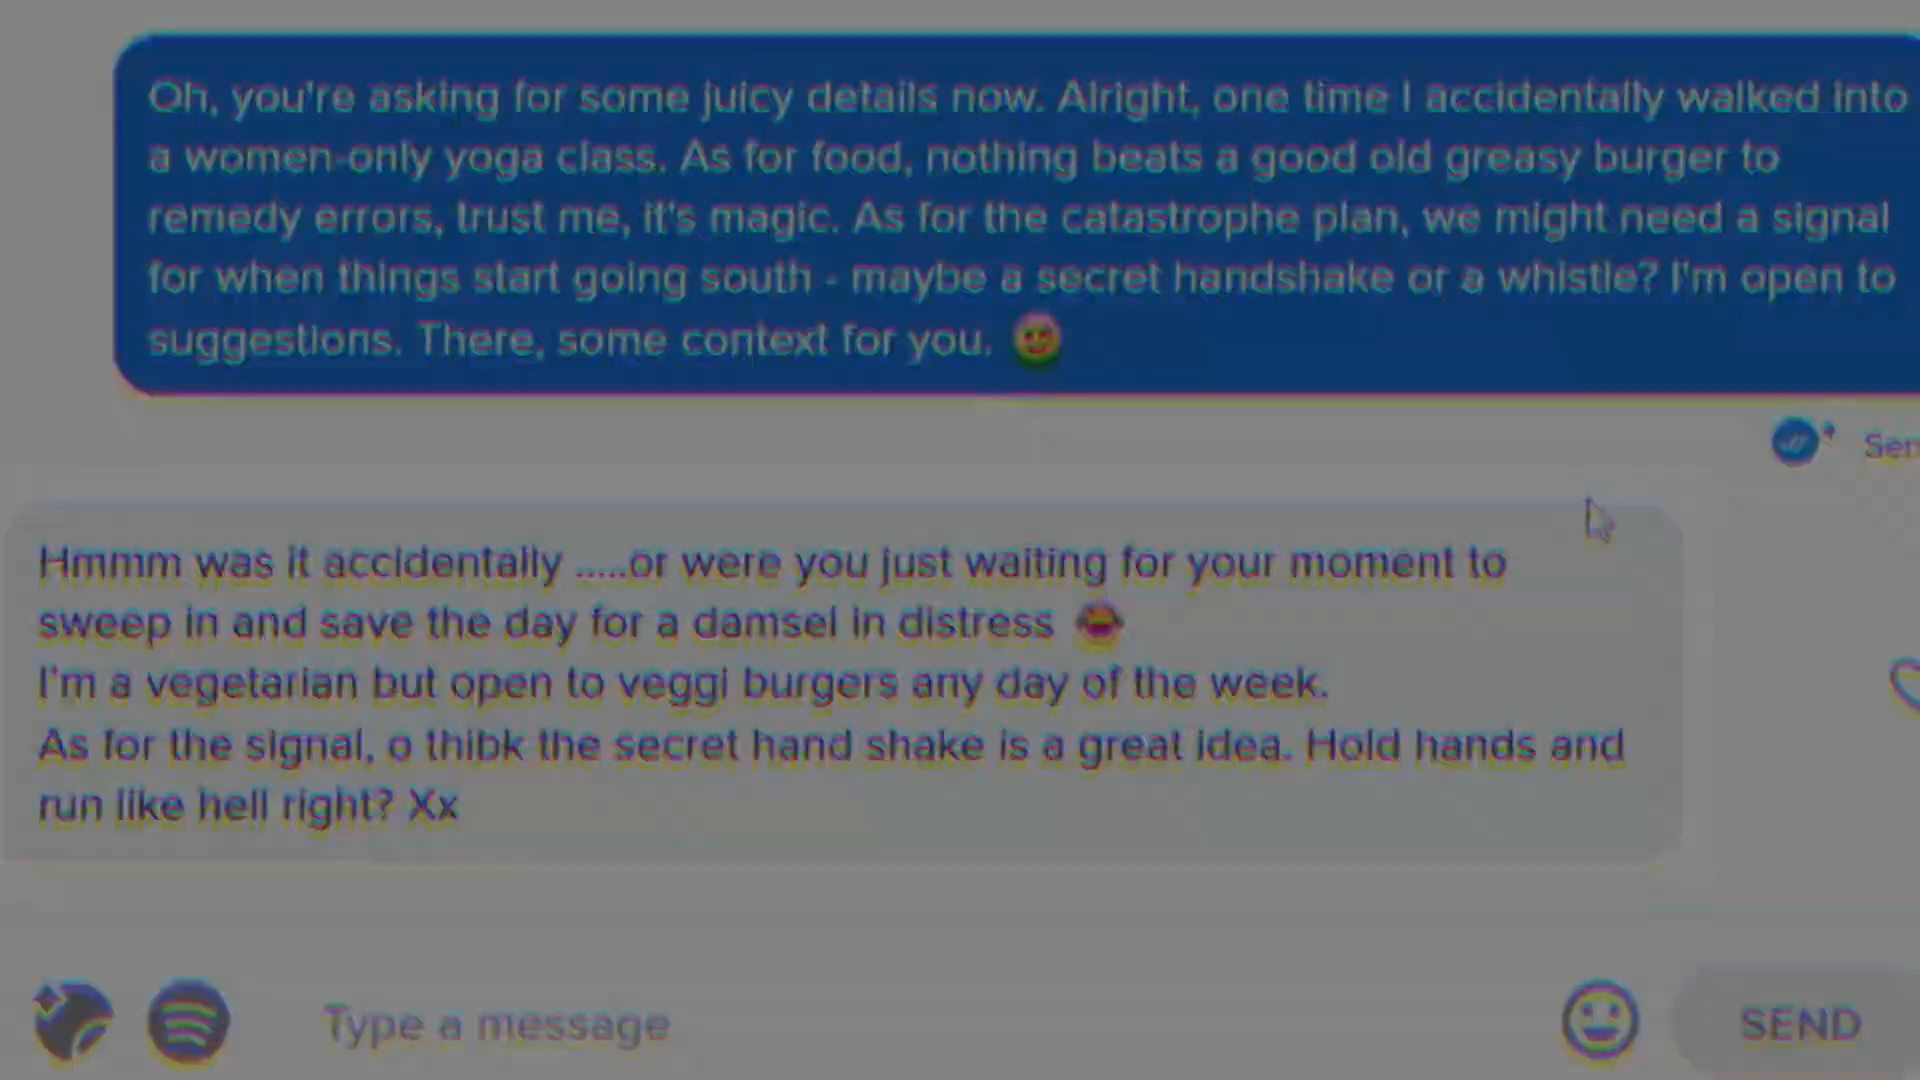 Oh, you're asking for some juicy details now. Alright, one time I accidentally walked into
a women-only yoga class. As for food, nothing beats a good old greasy burger to
remedy errors, trust me, it's magic. As for the catastrophe plan, we might need a signal
for when things start going south - maybe a secret handshake or a whistle? I'm open to
suggestions. There, some context for you. 😄
Sen
Hmmm was it accidentally .....or were you just waiting for your moment to
sweep in and save the day for a damsel in distress 😂
I'm a vegetarian but open to veggi burgers any day of the week.
As for the signal, o thibk the secret hand shake is a great idea. Hold hands and
run like hell right? Xx
Type a message
SEND